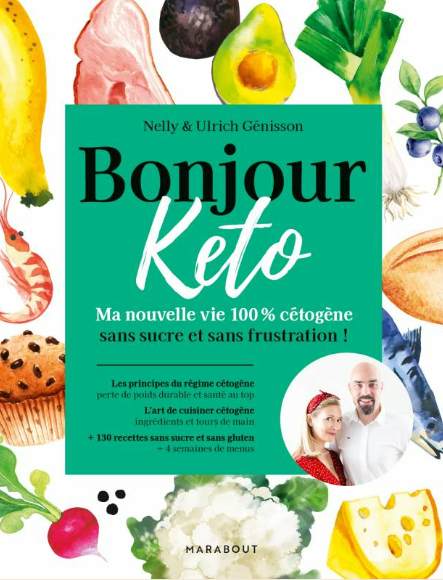 Nelly & Ulrich Génisson
Bonjour
Keto
Ma nouvelle vie 100 % cétogène
sans sucre et sans frustration !
Les principes du régime cétogène
perte de poids durable et santé au top
L'art de cuisiner cétogène
ingrédients et tours de main
+ 130 recettes sans sucre et sans gluten
+ 4 semaines de menus
MARABOUT